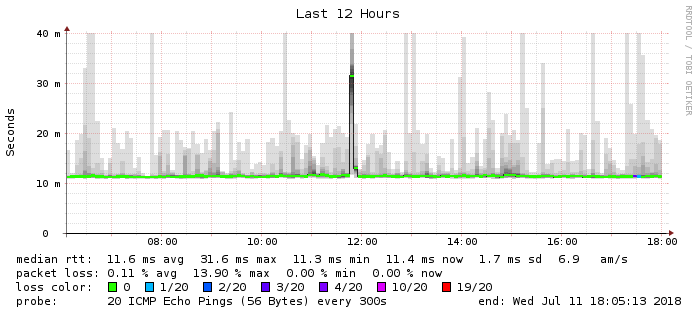 Last 12 Hours
RRDTOOL / TOBI OETIKER
Seconds
40 m
30 m
20 m
10 m
0
08:00 10:00 12:00 14:00 16:00 18:00
median rtt: 11.6 ms avg 31.6 ms max 11.3 ms min 11.4 ms now 1.7 ms sd 6.9 am/s
packet loss: 0.11 % avg 13.90 % max 0.00 % min 0.00 % now
loss color: 0 1/20 2/20 3/20 4/20 10/20 19/20
probe: 20 ICMP Echo Pings (56 Bytes) every 300s end: Wed Jul 11 18:05:13 2018